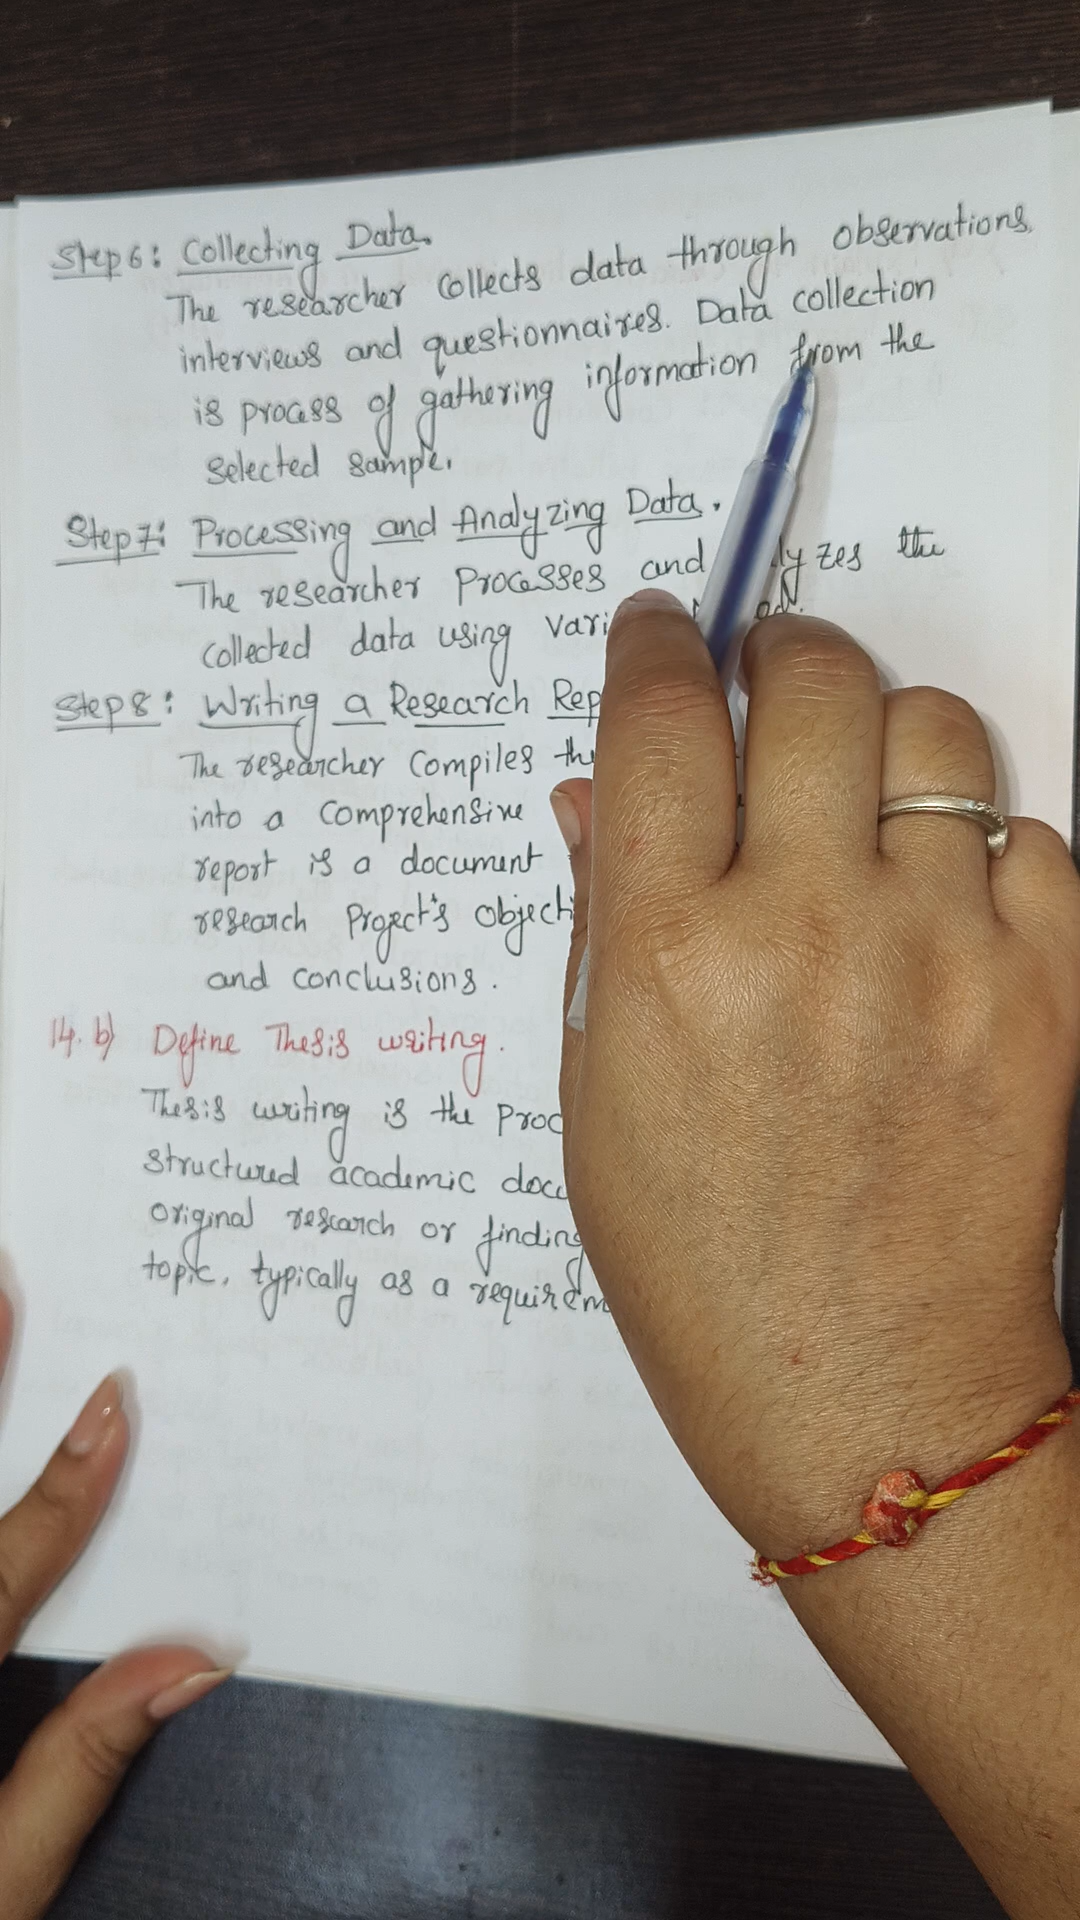 Step 6: Collecting Data.
The researcher collects data through observations,
interviews and questionnaires. Data collection
is process of gathering information from the
selected sample.
Step 7: Processing and Analyzing Data.
The researcher Processes and the
collected data using
Step 8: Writing a Research
The researcher compiles
into a comprehensive
report is a document
research Project's
and conclusions.
14. b) Define Thesis writing.
Thesis writing is the
structured academic
original research or
topic, typically as a